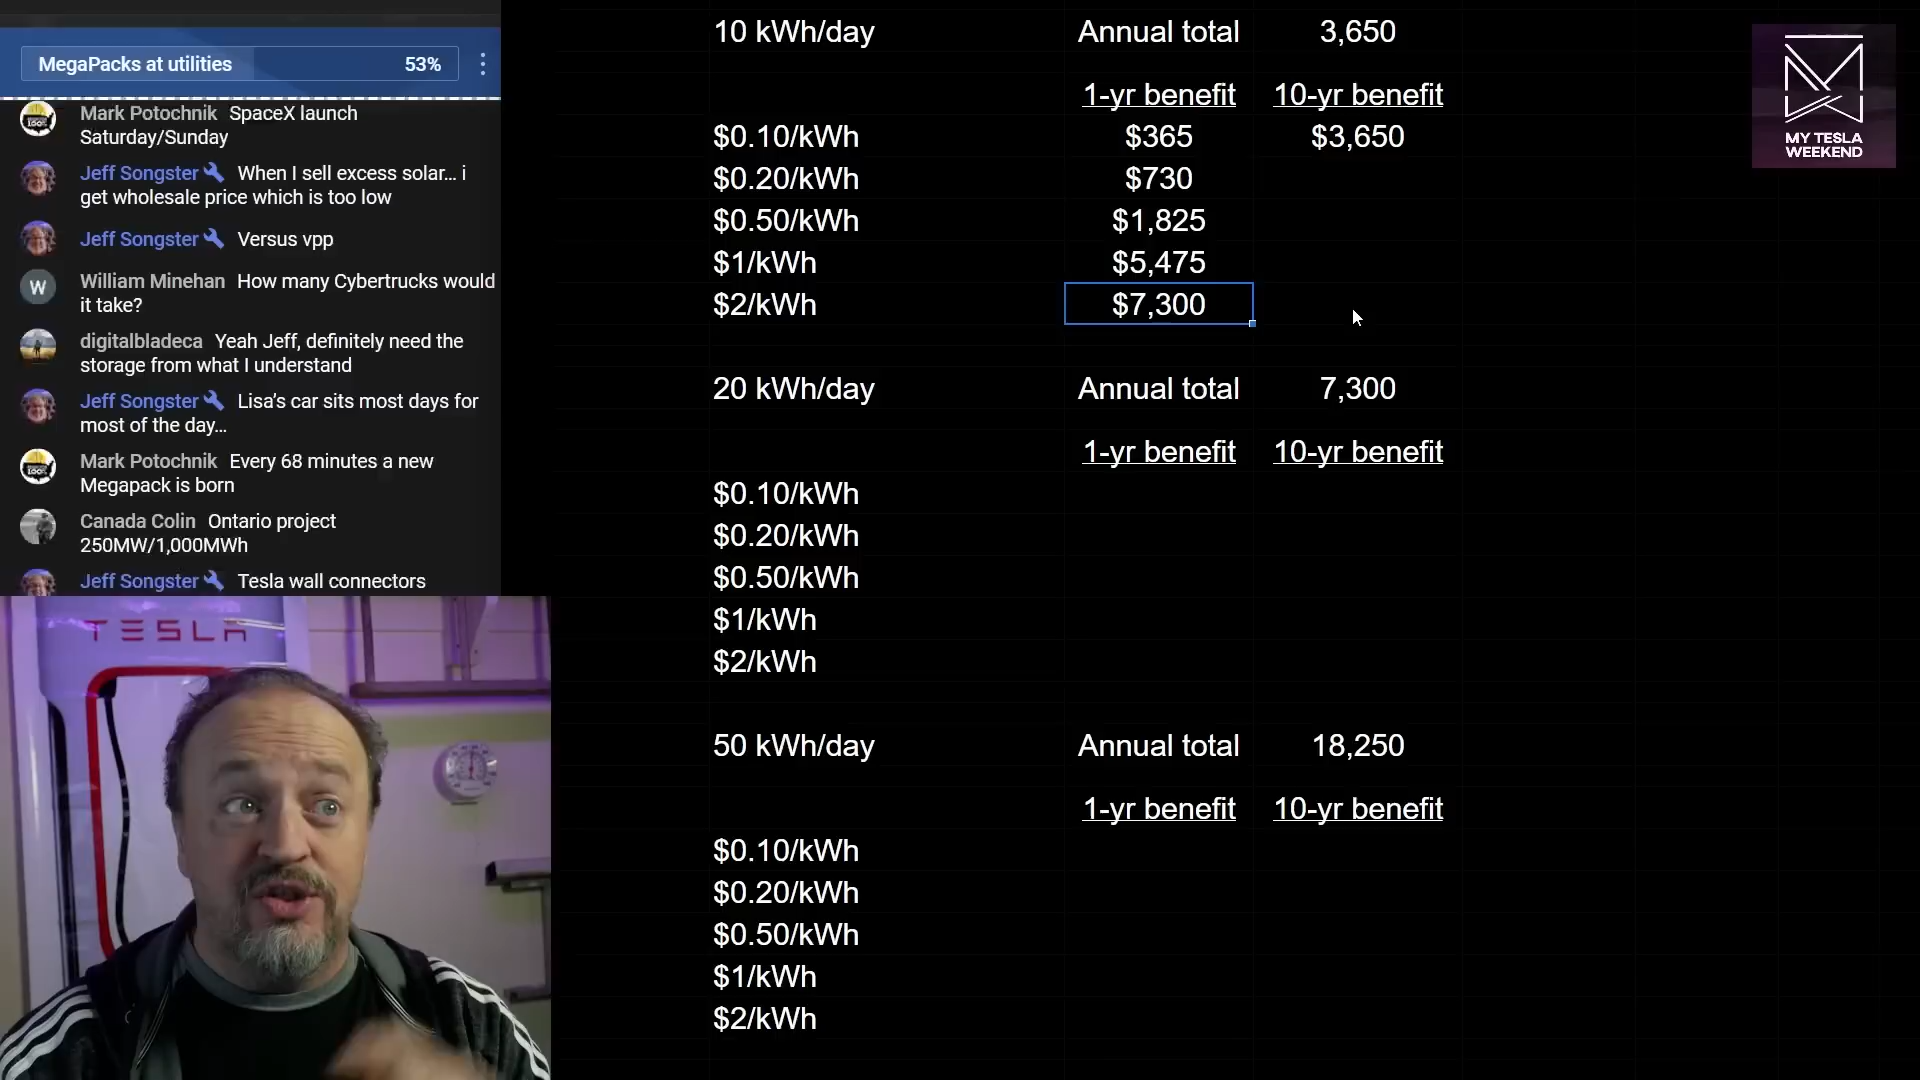 MegaPacks at utilities 53%
Mark Potochnik SpaceX launch
Saturday/Sunday
Jeff Songster When I sell excess solar... i
get wholesale price which is too low
Jeff Songster Versus vpp
W
William Minehan How many Cybertrucks would
it take?
digitalbladeca Yeah Jeff, definitely need the
storage from what I understand
Jeff Songster Lisa's car sits most days for
most of the day...
Mark Potochnik Every 68 minutes a new
Megapack is born
Canada Colin Ontario project
250MW/1,000MWh
Jeff Songster Tesla wall connectors
TESLA
10 kWh/day Annual total 3,650
1-yr benefit 10-yr benefit
$0.10/kWh $365 $3,650
$0.20/kWh $730
$0.50/kWh $1,825
$1/kWh $5,475
$2/kWh $7,300
20 kWh/day Annual total 7,300
1-yr benefit 10-yr benefit
$0.10/kWh
$0.20/kWh
$0.50/kWh
$1/kWh
$2/kWh
50 kWh/day Annual total 18,250
1-yr benefit 10-yr benefit
$0.10/kWh
$0.20/kWh
$0.50/kWh
$1/kWh
$2/kWh
MY TESLA
WEEKEND